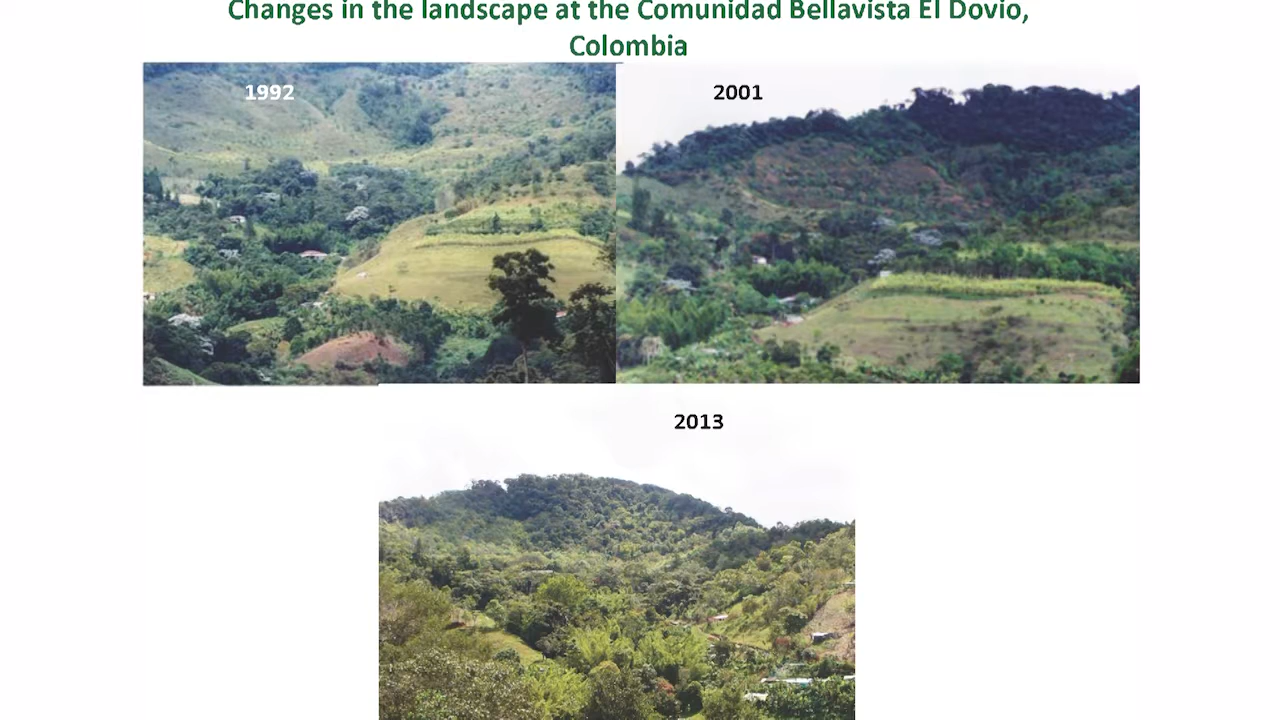 Changes in the landscape at the Comunidad Bellavista El Dovio,
Colombia
1992
2001
2013